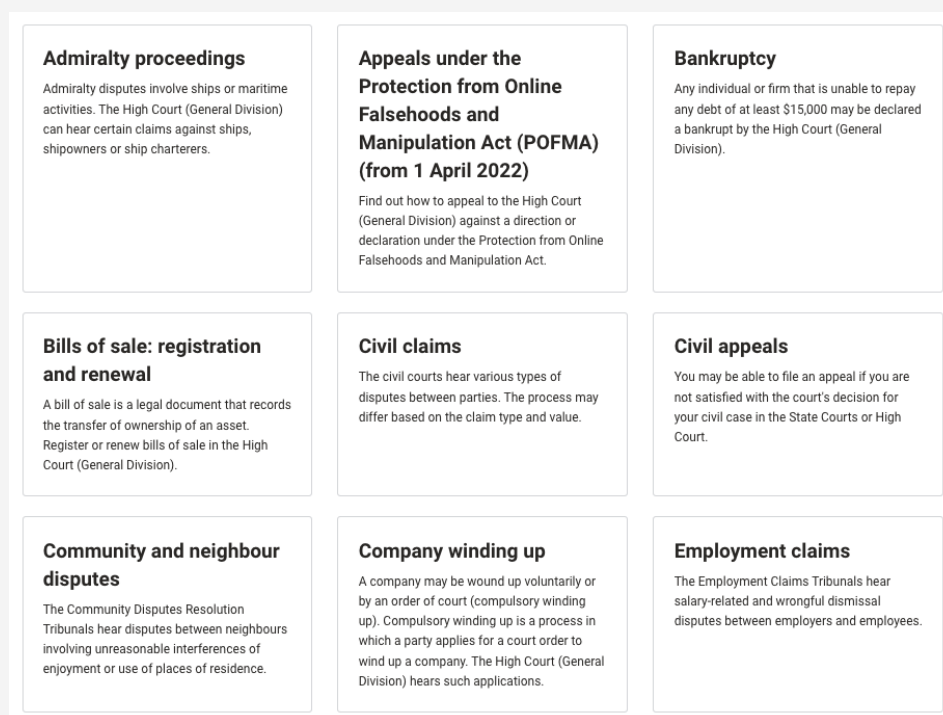 Admiralty proceedings
Admiralty disputes involve ships or maritime
activities. The High Court (General Division)
can hear certain claims against ships,
shipowners or ship charterers.
Appeals under the
Protection from Online
Falsehoods and
Manipulation Act (POFMA)
(from 1 April 2022)
Find out how to appeal to the High Court
(General Division) against a direction or
declaration under the Protection from Online
Falsehoods and Manipulation Act.
Bankruptcy
Any individual or firm that is unable to repay
any debt of at least $15,000 may be declared
a bankrupt by the High Court (General
Division).
Bills of sale: registration
and renewal
A bill of sale is a legal document that records
the transfer of ownership of an asset.
Register or renew bills of sale in the High
Court (General Division).
Civil claims
The civil courts hear various types of
disputes between parties. The process may
differ based on the claim type and value.
Civil appeals
You may be able to file an appeal if you are
not satisfied with the court's decision for
your civil case in the State Courts or High
Court.
Community and neighbour
disputes
The Community Disputes Resolution
Tribunals hear disputes between neighbours
involving unreasonable interferences of
enjoyment or use of places of residence.
Company winding up
A company may be wound up voluntarily or
by an order of court (compulsory winding
up). Compulsory winding up is a process in
which a party applies for a court order to
wind up a company. The High Court (General
Division) hears such applications.
Employment claims
The Employment Claims Tribunals hear
salary-related and wrongful dismissal
disputes between employers and employees.